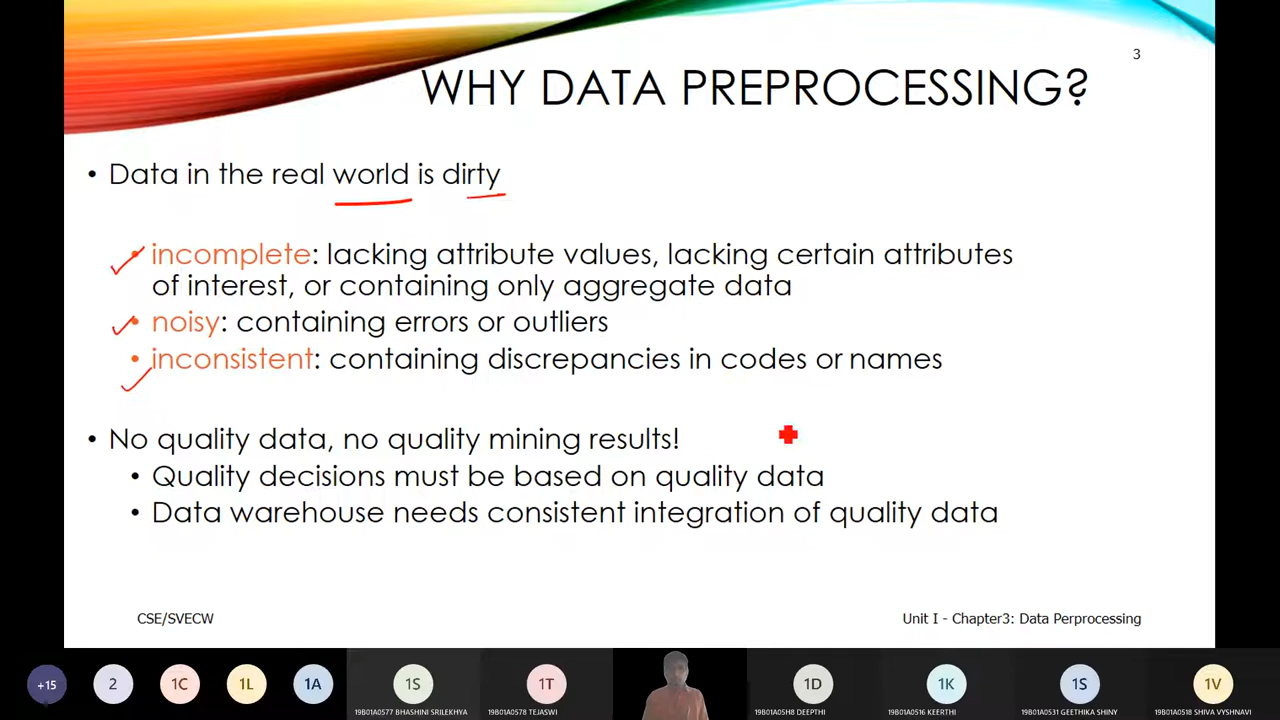 3
WHY DATA PREPROCESSING?
• Data in the real world is dirty
• incomplete: lacking attribute values, lacking certain attributes
of interest, or containing only aggregate data
• noisy: containing errors or outliers
• inconsistent: containing discrepancies in codes or names
• No quality data, no quality mining results!
• Quality decisions must be based on quality data
• Data warehouse needs consistent integration of quality data
CSE/SVECW
Unit I - Chapter3: Data Perprocessing
+15
2
1C
1L
1A
1S
1T
1D
1K
1S
1V
19B01A0577 BHASHINI SRILEKHYA
19B01A0578 TEJASWI
19B01A05H8 DEEPTHI
19B01A0516 KEERTHI
19B01A0531 GEETHIKA SHINY
19B01A0518 SHIVA VYSHNAVI